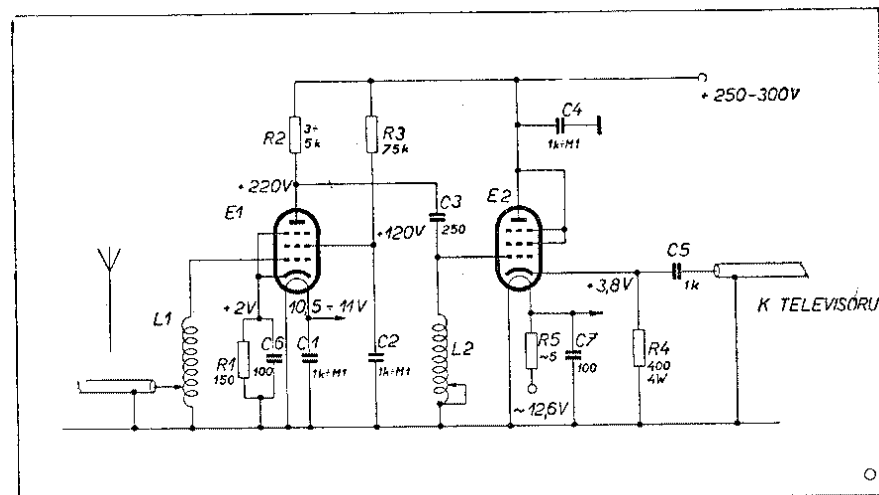 + 250-300V
C4
1k÷M1
R2
3÷
5k
R3
75k
+220V
E1
C3
250
E2
+120V
C5
1k
+3,8V
K TELEVISORU
L1
+2V
10,5 ÷ 11V
R1
150
C6
100
C1
1k÷M1
C2
1k÷M1
L2
R5
~5
C7
100
R4
400
4W
~12,6V